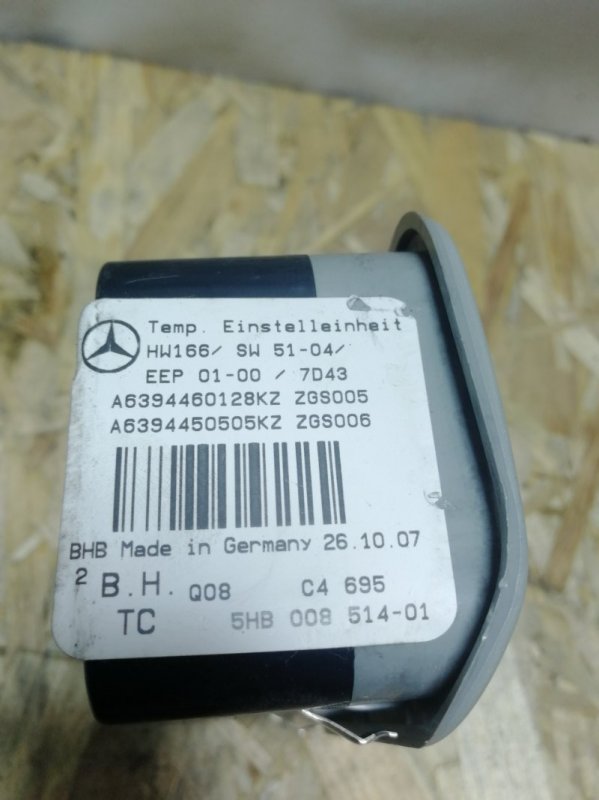 Temp. Einstelleinheit
HW166/ SW 51-04/
EEP 01-00 / 7D43
A6394460128KZ ZGS005
A6394450505KZ ZGS006
BHB Made in Germany 26.10.07
2 B.H. Q08 C4 695
TC 5HB 008 514-01